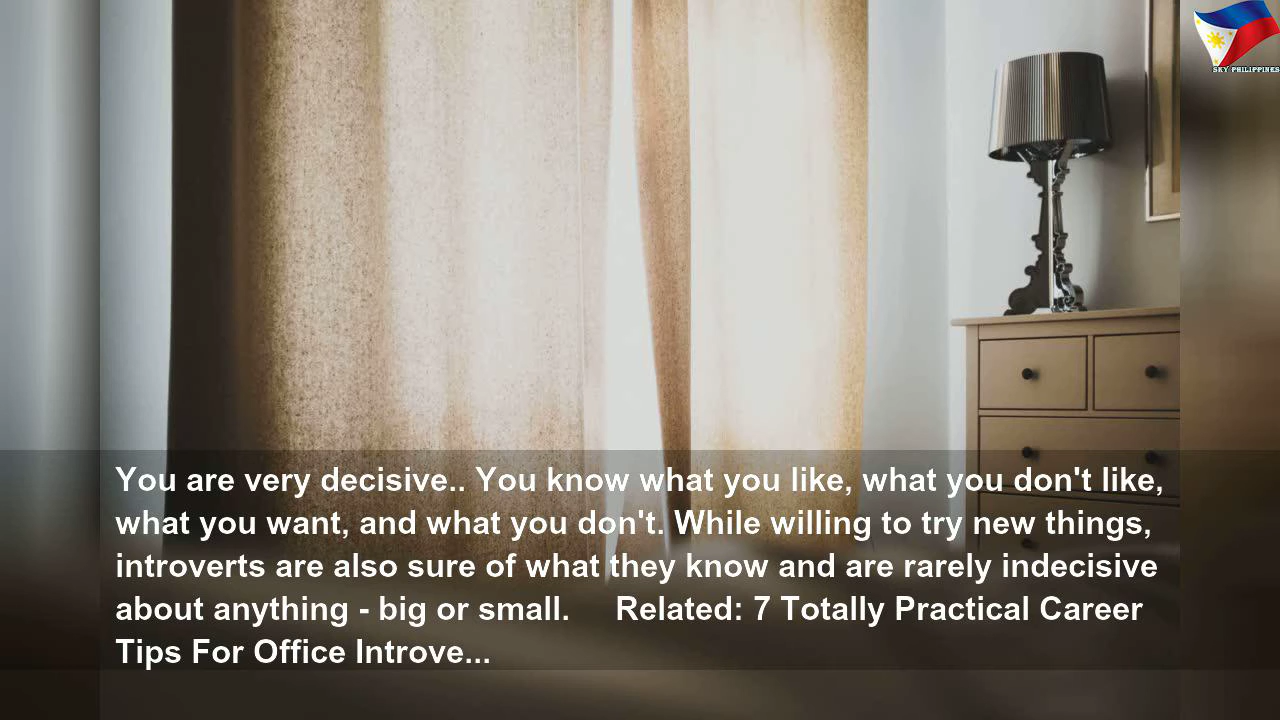 SKY PHILIPPINES
You are very decisive.. You know what you like, what you don't like,
what you want, and what you don't. While willing to try new things,
introverts are also sure of what they know and are rarely indecisive
about anything - big or small.     Related: 7 Totally Practical Career
Tips For Office Introve...